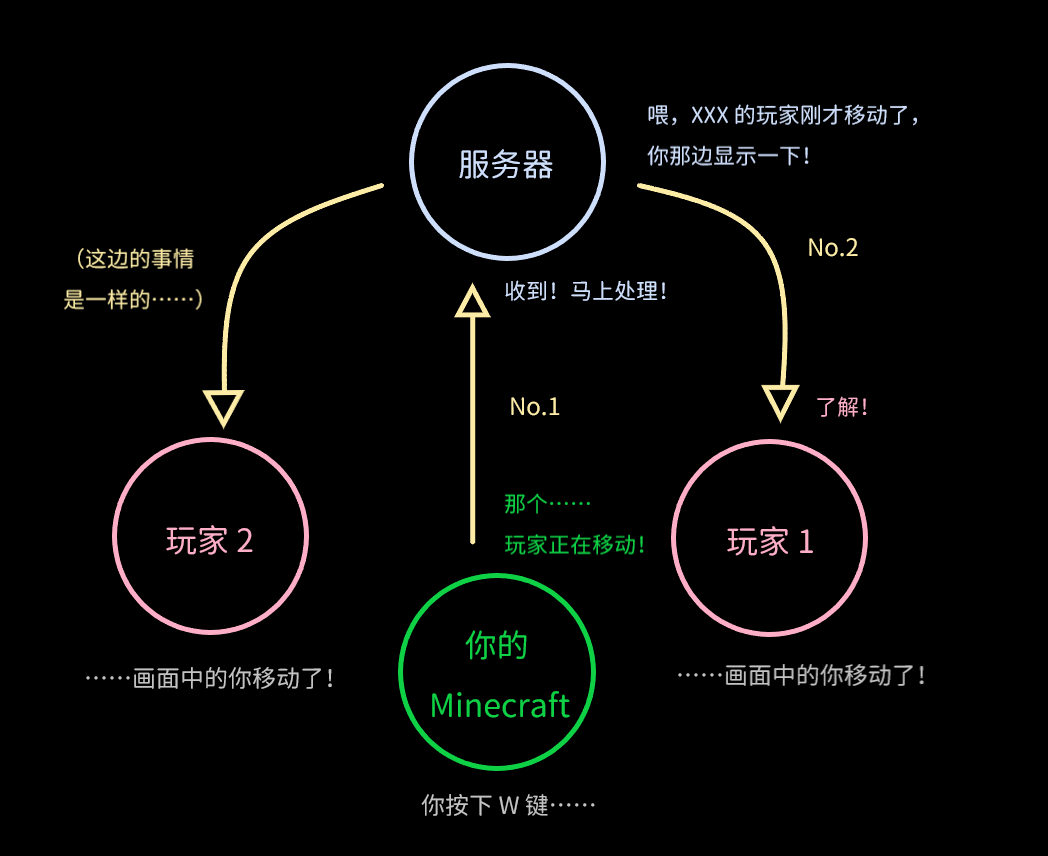 服务器
喂，XXX 的玩家刚才移动了，
你那边显示一下！
（这边的事情
是一样的……）
No.2
收到！马上处理！
No.1
了解！
那个……
玩家正在移动！
玩家 2
玩家 1
你的
Minecraft
……画面中的你移动了！
……画面中的你移动了！
你按下 W 键……